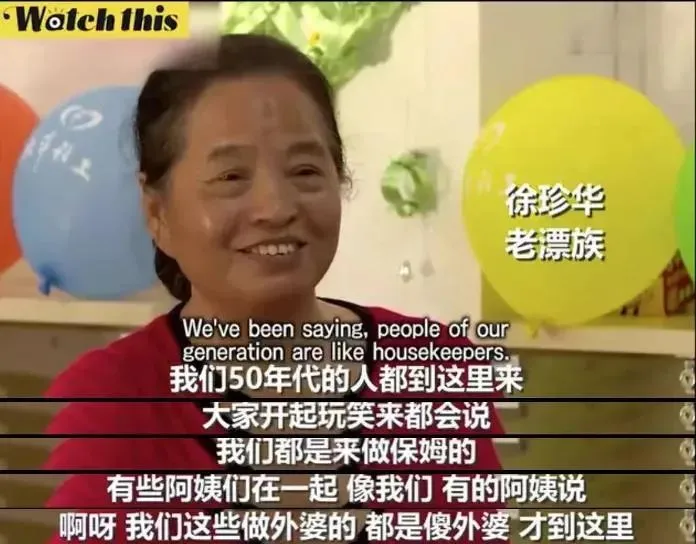 Watch this
徐珍华
老漂族
We've been saying, people of our
generation are like housekeepers.
我们50年代的人都到这里来
大家开起玩笑来都会说
我们都是来做保姆的
有些阿姨们在一起 像我们 有的阿姨说
啊呀 我们这些做外婆的 都是傻外婆 才到这里